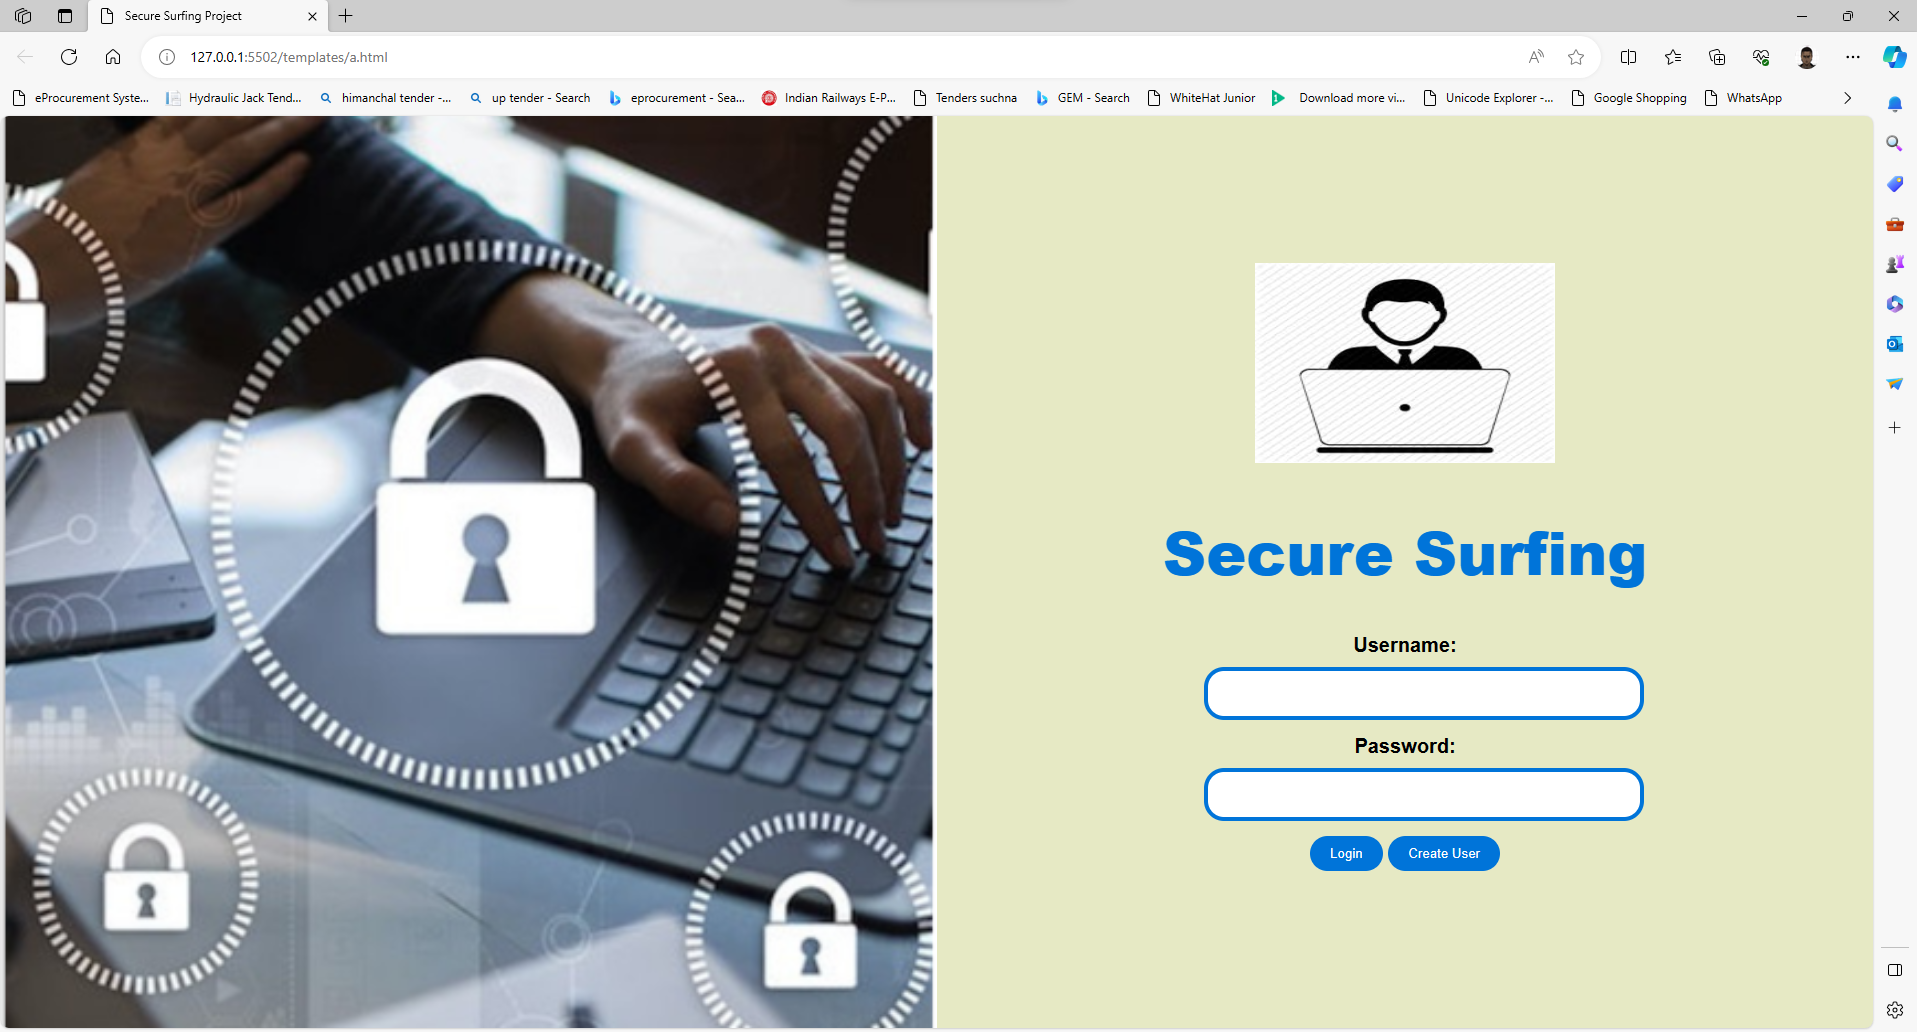 Secure Surfing Project
127.0.0.1:5502/templates/a.html
eProcurement Syste... Hydraulic Jack Tend... himanchal tender -... up tender - Search eprocurement - Sea... Indian Railways E-P... Tenders suchna GEM - Search WhiteHat Junior Download more vi... Unicode Explorer -... Google Shopping WhatsApp
Secure Surfing
Username:
Password:
Login Create User